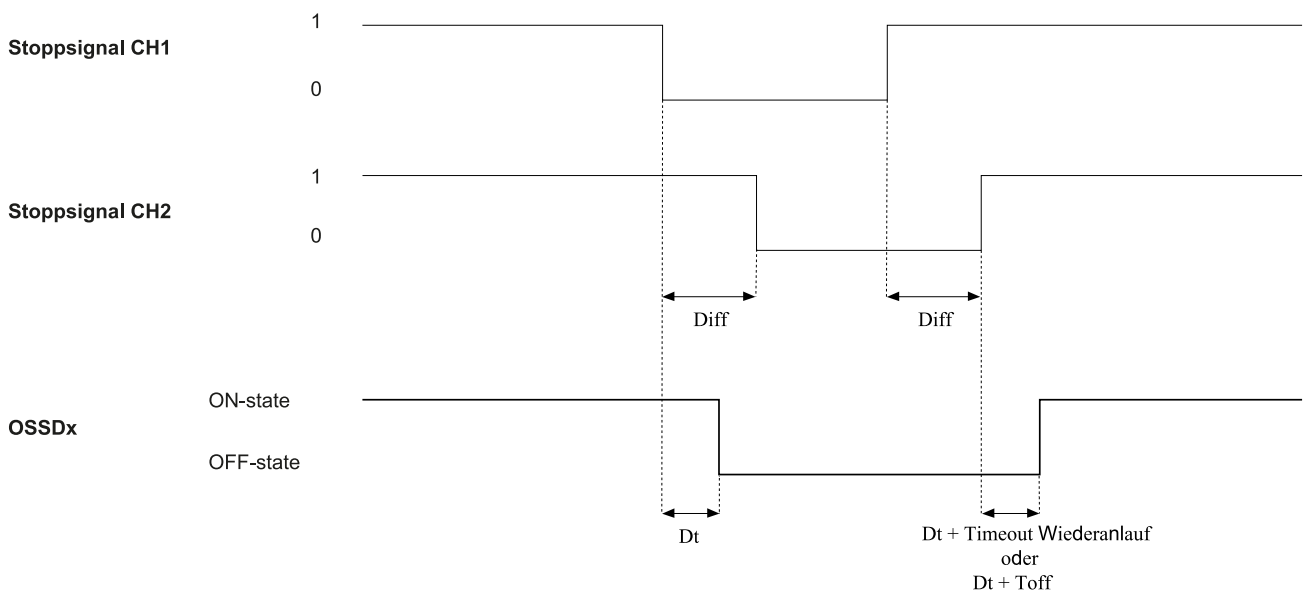 1
Stoppsignal CH1
0
1
Stoppsignal CH2
0
Diff Diff
ON-state
OSSDx
OFF-state
Dt
Dt + Timeout Wiederanlauf
oder
Dt + Toff